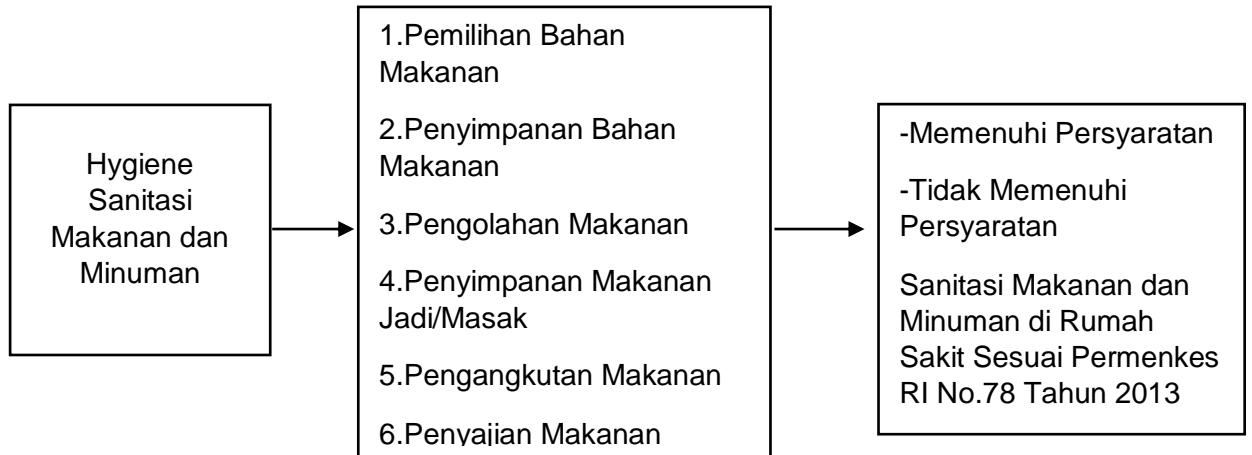 Hygiene
Sanitasi
Makanan dan
Minuman
1.Pemilihan Bahan
Makanan
2.Penyimpanan Bahan
Makanan
3.Pengolahan Makanan
4.Penyimpanan Makanan
Jadi/Masak
5.Pengangkutan Makanan
6.Penyajian Makanan
-Memenuhi Persyaratan
-Tidak Memenuhi
Persyaratan
Sanitasi Makanan dan
Minuman di Rumah
Sakit Sesuai Permenkes
RI No.78 Tahun 2013